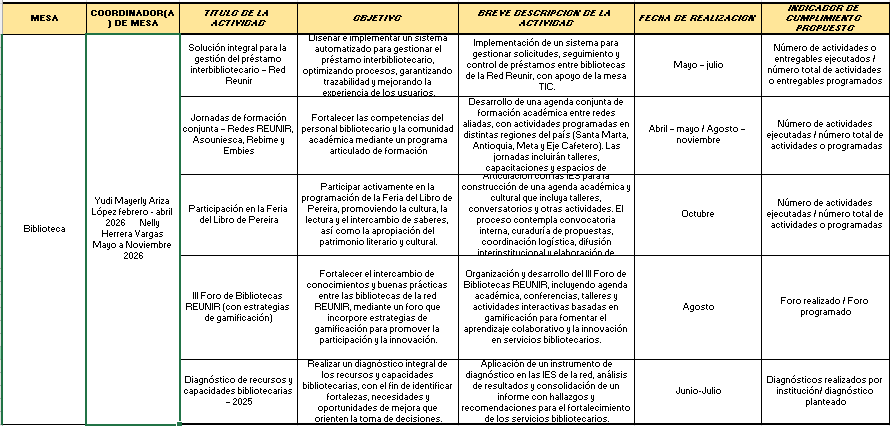 MESA
COORDINADOR(A
) DE MESA
TITULO DE LA
ACTIVIDAD
OBJETIVO
BREVE DESCRIPCION DE LA
ACTIVIDAD
FECHA DE REALIZACION
INDICADOR DE
CUMPLIMIENTO
PROPUESTO
Biblioteca
Yudi Mayerly Ariza
López febrero - abril
2026 Nelly
Herrera Vargas
Mayo a Noviembre
2026
Solución integral para la
gestión del préstamo
interbibliotecario – Red
Reunir
Diseñar e implementar un sistema
automatizado para gestionar el
préstamo interbibliotecario,
optimizando procesos, garantizando
trazabilidad y mejorando la
experiencia de los usuarios.
Implementación de un sistema para
gestionar solicitudes, seguimiento y
control de préstamos entre bibliotecas
de la Red Reunir, con apoyo de la mesa
TIC.
Mayo – julio
Número de actividades o
entregables ejecutados /
número total de actividades
o entregables programados
Jornadas de formación
conjunta – Redes REUNIR,
Asouniesca, Rebime y
Embies
Fortalecer las competencias del
personal bibliotecario y la comunidad
académica mediante un programa
articulado de formación
Desarrollo de una agenda conjunta de
formación académica entre redes
aliadas, con actividades programadas en
distintas regiones del país (Santa Marta,
Antioquia, Meta y Eje Cafetero). Las
jornadas incluirán talleres,
capacitaciones y espacios de
Abril – mayo / Agosto –
noviembre
Número de actividades
ejecutadas / número total de
actividades o programadas
Participación en la Feria
del Libro de Pereira
Participar activamente en la
programación de la Feria del Libro de
Pereira, promoviendo la cultura, la
lectura y el intercambio de saberes,
así como la apropiación del
patrimonio literario y cultural.
Articulación con las IES para la
construcción de una agenda académica y
cultural que incluya talleres,
conversatorios y otras actividades. El
proceso contempla convocatoria
interna, curaduría de propuestas,
coordinación logística, difusión
interinstitucional y elaboración de
Octubre
Número de actividades
ejecutadas / número total de
actividades o programadas
III Foro de Bibliotecas
REUNIR (con estrategias
de gamificación)
Fortalecer el intercambio de
conocimientos y buenas prácticas
entre las bibliotecas de la red
REUNIR, mediante un foro que
incorpore estrategias de
gamificación para promover la
participación y la innovación.
Organización y desarrollo del III Foro de
Bibliotecas REUNIR, incluyendo agenda
académica, conferencias, talleres y
actividades interactivas basadas en
gamificación para fomentar el
aprendizaje colaborativo y la innovación
en servicios bibliotecarios.
Agosto
Foro realizado / Foro
programado
Diagnóstico de recursos y
capacidades bibliotecarias
– 2025
Realizar un diagnóstico integral de
los recursos y capacidades
bibliotecarias, con el fin de identificar
fortalezas, necesidades y
oportunidades de mejora que
orienten la toma de decisiones.
Aplicación de un instrumento de
diagnóstico en las IES de la red, análisis
de resultados y consolidación de un
informe con hallazgos y
recomendaciones para el fortalecimiento
de los servicios bibliotecarios.
Junio-Julio
Diagnósticos realizados por
institución/ diagnóstico
planteado